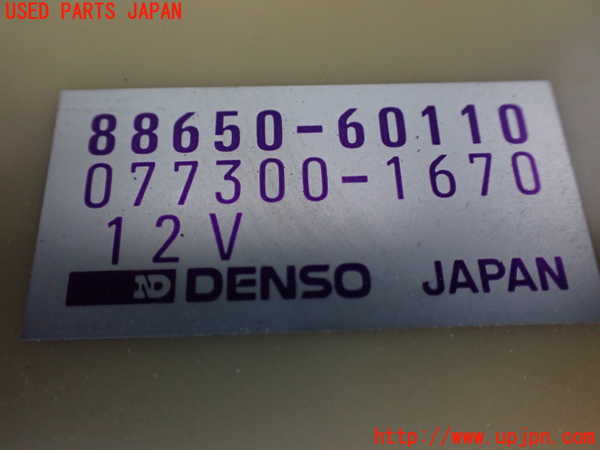 USED PARTS JAPAN
88650-60110
077300-1670
12V
ND DENSO JAPAN
http://www.upjpn.com